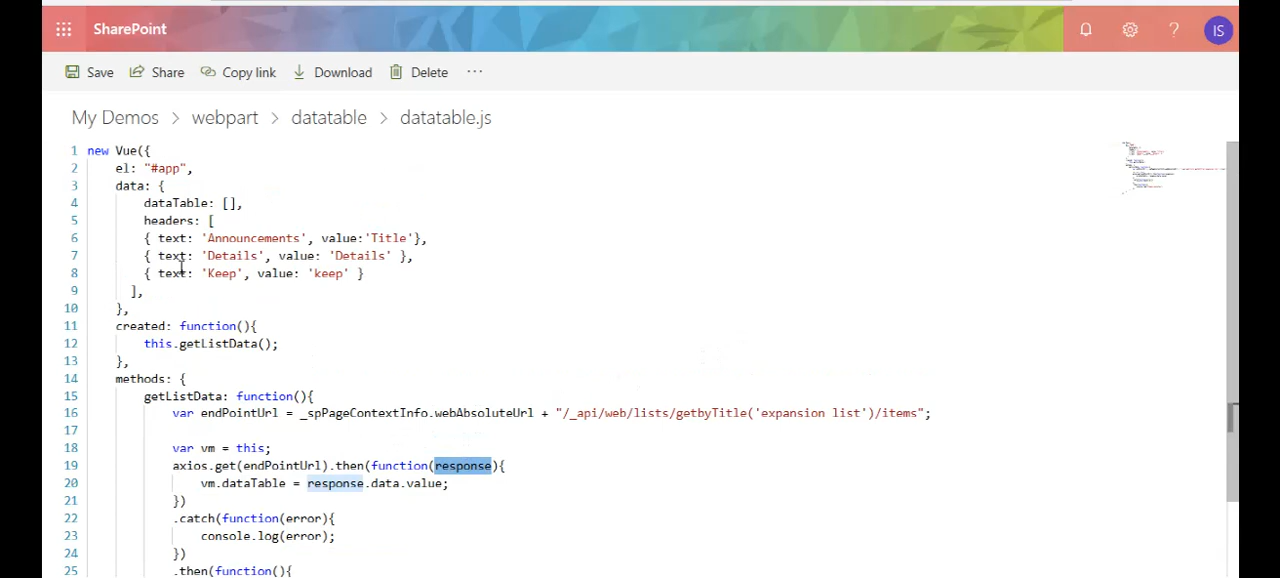 SharePoint
IS
Save Share Copy link Download Delete ···
My Demos > webpart > datatable > datatable.js
1 new Vue({
2 el: "#app",
3 data: {
4 dataTable: [],
5 headers: [
6 { text: 'Announcements', value:'Title'},
7 { text: 'Details', value: 'Details' },
8 { text: 'Keep', value: 'keep' }
9 ],
10 },
11 created: function(){
12 this.getListData();
13 },
14 methods: {
15 getListData: function(){
16 var endPointUrl = _spPageContextInfo.webAbsoluteUrl + "/_api/web/lists/getbyTitle('expansion list')/items";
17
18 var vm = this;
19 axios.get(endPointUrl).then(function(response){
20 vm.dataTable = response.data.value;
21 })
22 .catch(function(error){
23 console.log(error);
24 })
25 .then(function(){